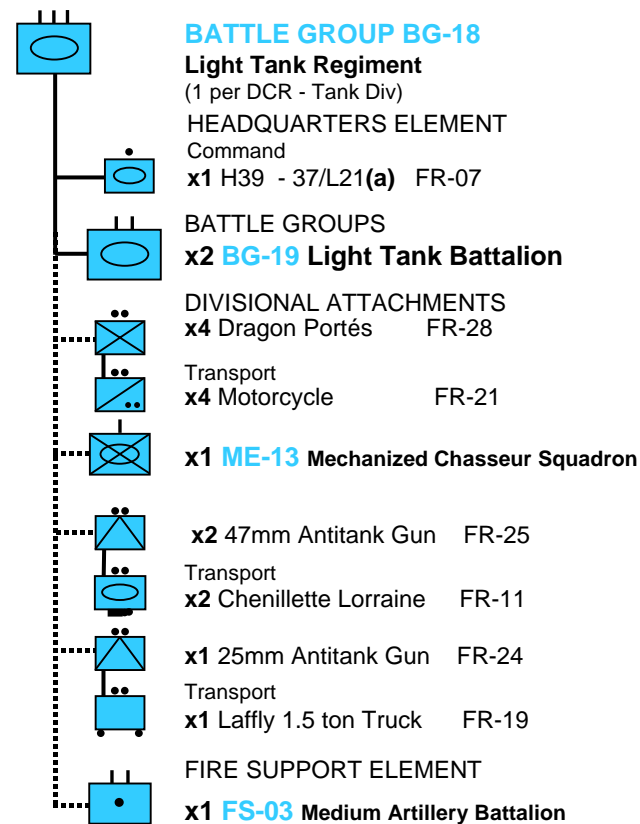 BATTLE GROUP BG-18
Light Tank Regiment
(1 per DCR - Tank Div)
HEADQUARTERS ELEMENT
Command
x1 H39 - 37/L21(a) FR-07
BATTLE GROUPS
x2 BG-19 Light Tank Battalion
DIVISIONAL ATTACHMENTS
x4 Dragon Portés FR-28
Transport
x4 Motorcycle FR-21
x1 ME-13 Mechanized Chasseur Squadron
x2 47mm Antitank Gun FR-25
Transport
x2 Chenillette Lorraine FR-11
x1 25mm Antitank Gun FR-24
Transport
x1 Laffly 1.5 ton Truck FR-19
FIRE SUPPORT ELEMENT
x1 FS-03 Medium Artillery Battalion